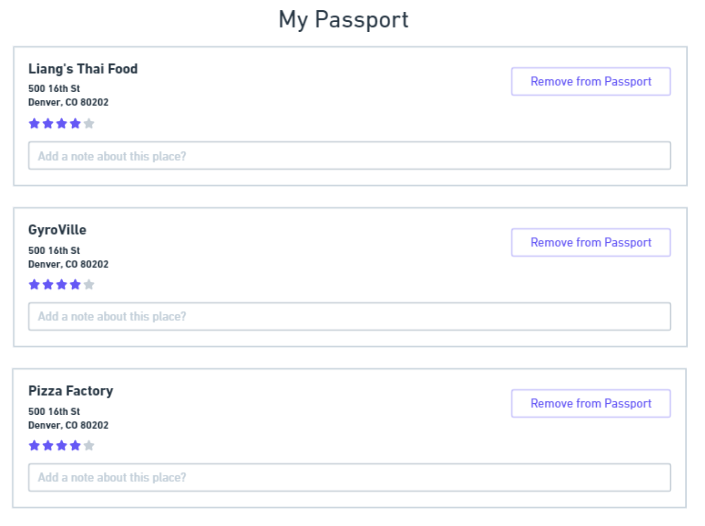 My Passport
Liang's Thai Food
Remove from Passport
500 16th St
Denver, CO 80202
Add a note about this place?
GyroVille
Remove from Passport
500 16th St
Denver, CO 80202
Add a note about this place?
Pizza Factory
Remove from Passport
500 16th St
Denver, CO 80202
Add a note about this place?